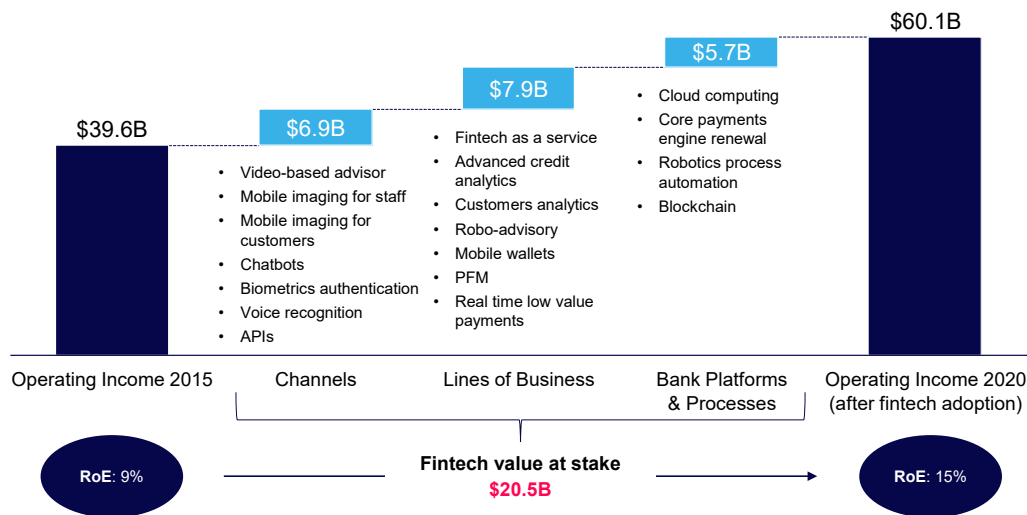 $39.6B
$6.9B
$7.9B
$5.7B
$60.1B
• Video-based advisor
• Mobile imaging for staff
• Mobile imaging for
customers
• Chatbots
• Biometrics authentication
• Voice recognition
• APIs
• Fintech as a service
• Advanced credit
analytics
• Customers analytics
• Robo-advisory
• Mobile wallets
• PFM
• Real time low value
payments
• Cloud computing
• Core payments
engine renewal
• Robotics process
automation
• Blockchain
Operating Income 2015
Channels
Lines of Business
Bank Platforms
& Processes
Operating Income 2020
(after fintech adoption)
RoE: 9%
Fintech value at stake
$20.5B
RoE: 15%